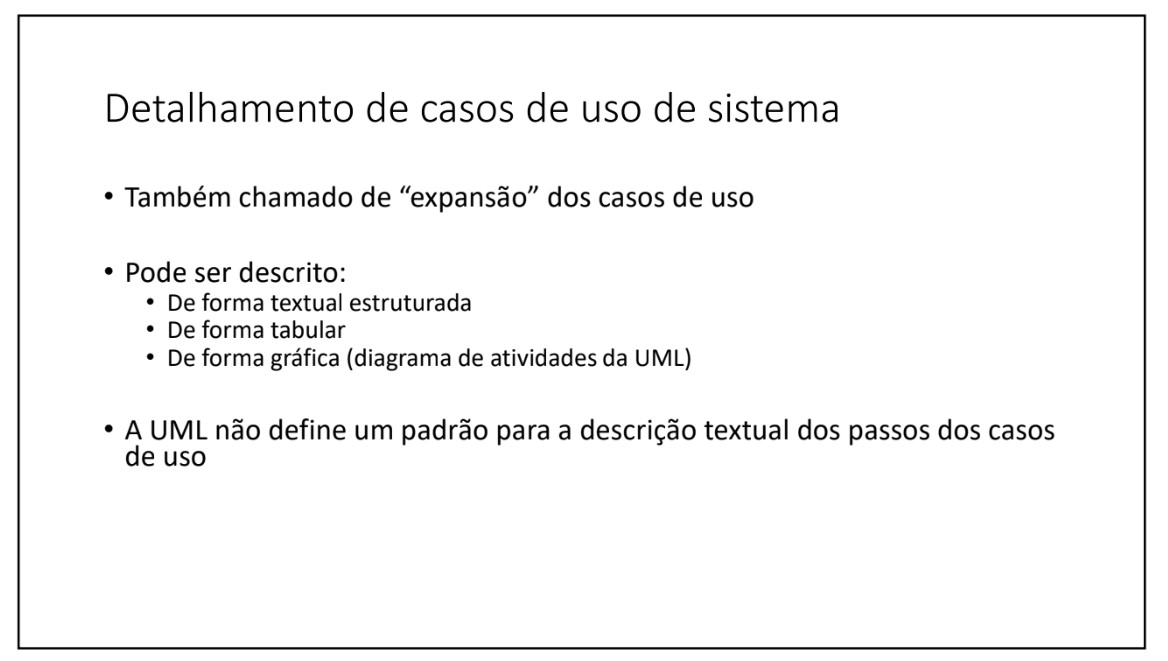 Detalhamento de casos de uso de sistema
• Também chamado de “expansão” dos casos de uso
• Pode ser descrito:
• De forma textual estruturada
• De forma tabular
• De forma gráfica (diagrama de atividades da UML)
• A UML não define um padrão para a descrição textual dos passos dos casos
de uso